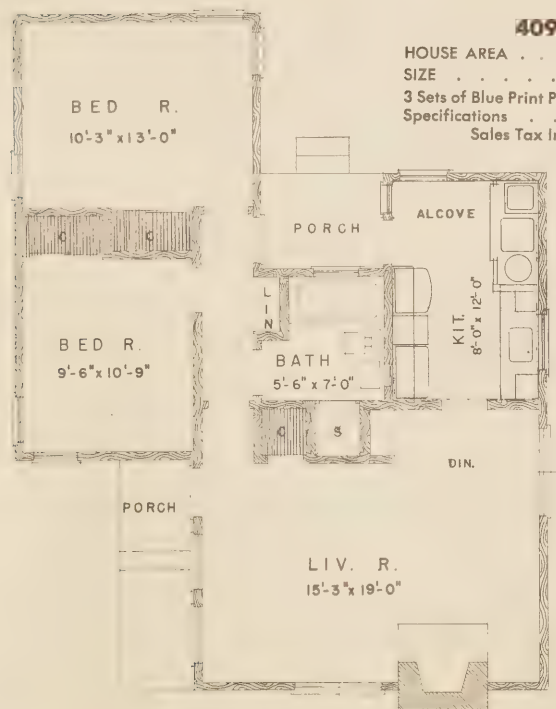 409
HOUSE AREA . .
SIZE . . . . .
3 Sets of Blue Print P
Specifications . .
Sales Tax In
BED R.
10'-3" x 13'-0"
C C
PORCH
ALCOVE
KIT.
8'-0" x 12'-0"
LIN
BED R.
9'-6" x 10'-9"
BATH
5'-6" x 7'-0"
C S
DIN.
PORCH
LIV. R.
15'-3" x 19'-0"